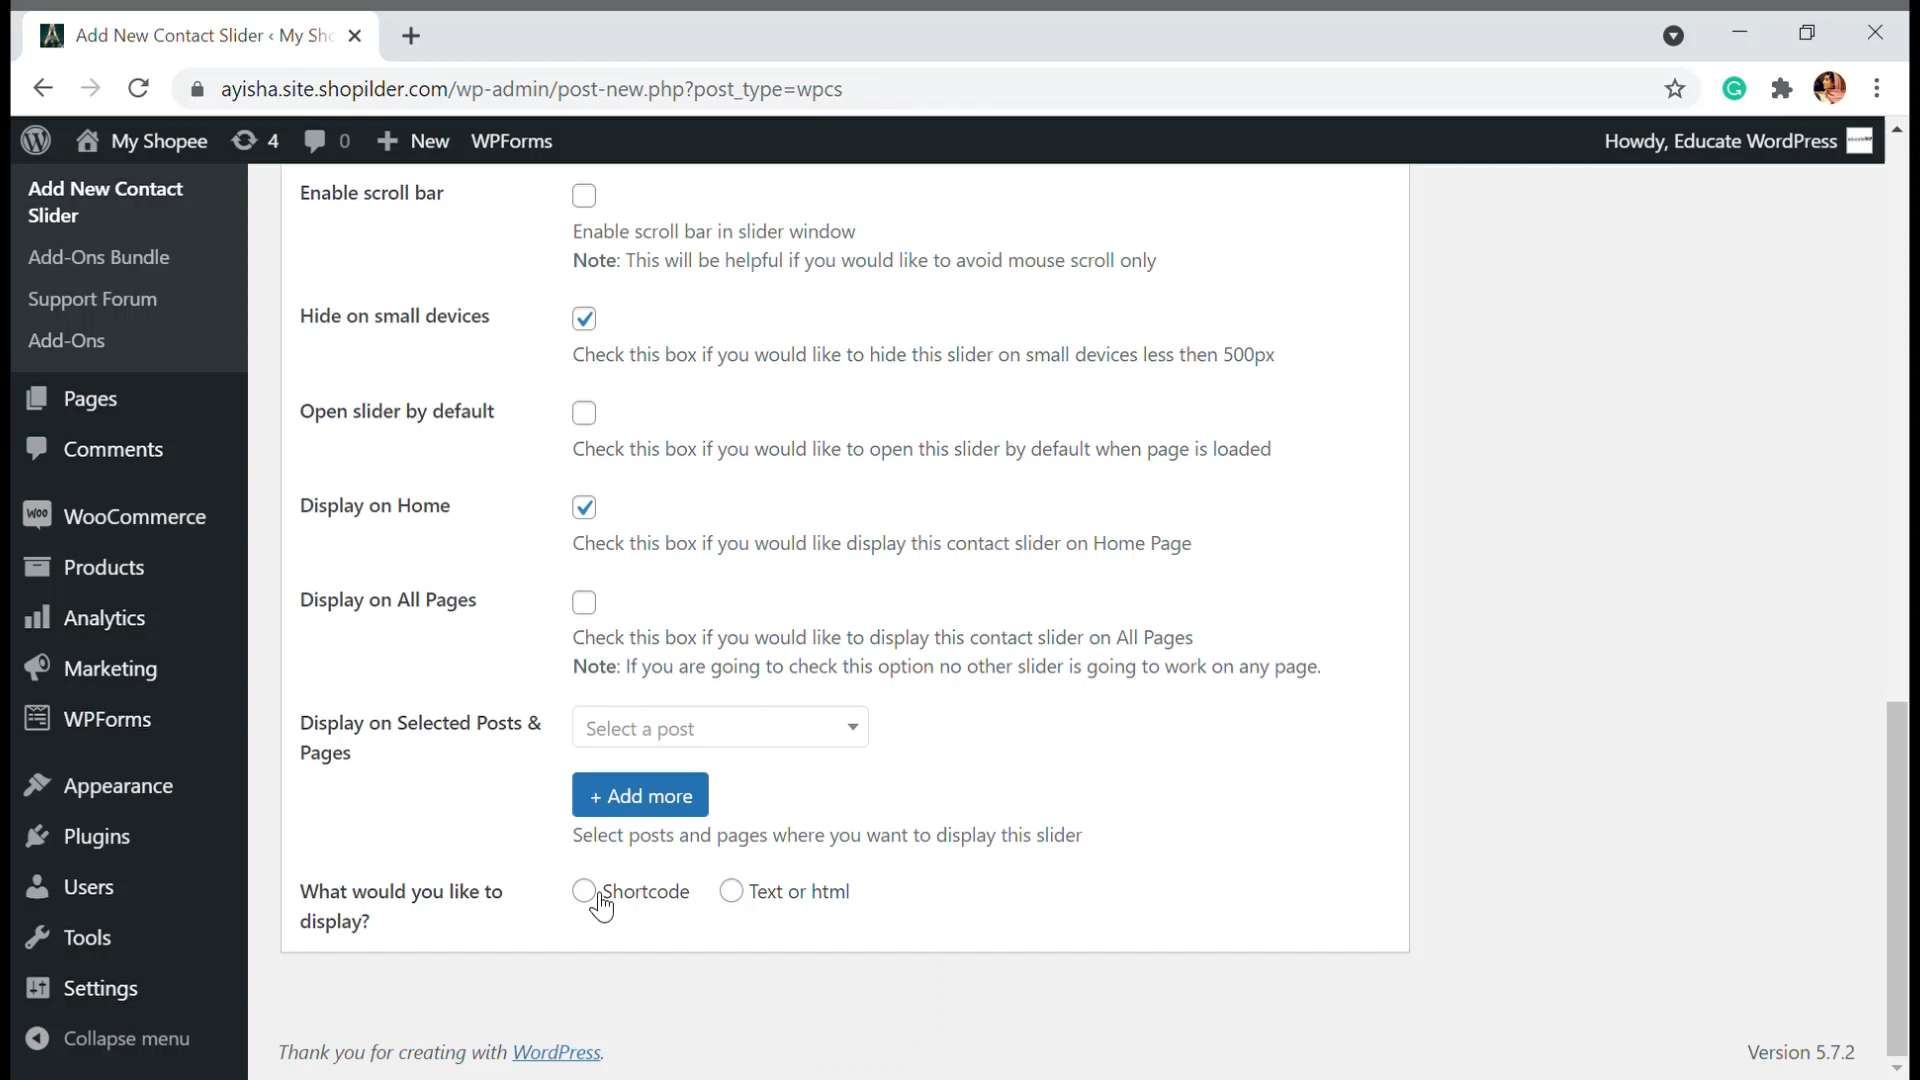 Add New Contact Slider ‹ My Sho
ayisha.site.shopilder.com/wp-admin/post-new.php?post_type=wpcs
My Shopee 4 0 New WPForms Howdy, Educate WordPress
Add New Contact
Slider
Add-Ons Bundle
Support Forum
Add-Ons
Pages
Comments
WooCommerce
Products
Analytics
Marketing
WPForms
Appearance
Plugins
Users
Tools
Settings
Collapse menu
Enable scroll bar
Enable scroll bar in slider window
Note: This will be helpful if you would like to avoid mouse scroll only
Hide on small devices
Check this box if you would like to hide this slider on small devices less then 500px
Open slider by default
Check this box if you would like to open this slider by default when page is loaded
Display on Home
Check this box if you would like display this contact slider on Home Page
Display on All Pages
Check this box if you would like to display this contact slider on All Pages
Note: If you are going to check this option no other slider is going to work on any page.
Display on Selected Posts &
Pages
Select a post
+ Add more
Select posts and pages where you want to display this slider
What would you like to
display?
Shortcode Text or html
Thank you for creating with WordPress.
Version 5.7.2